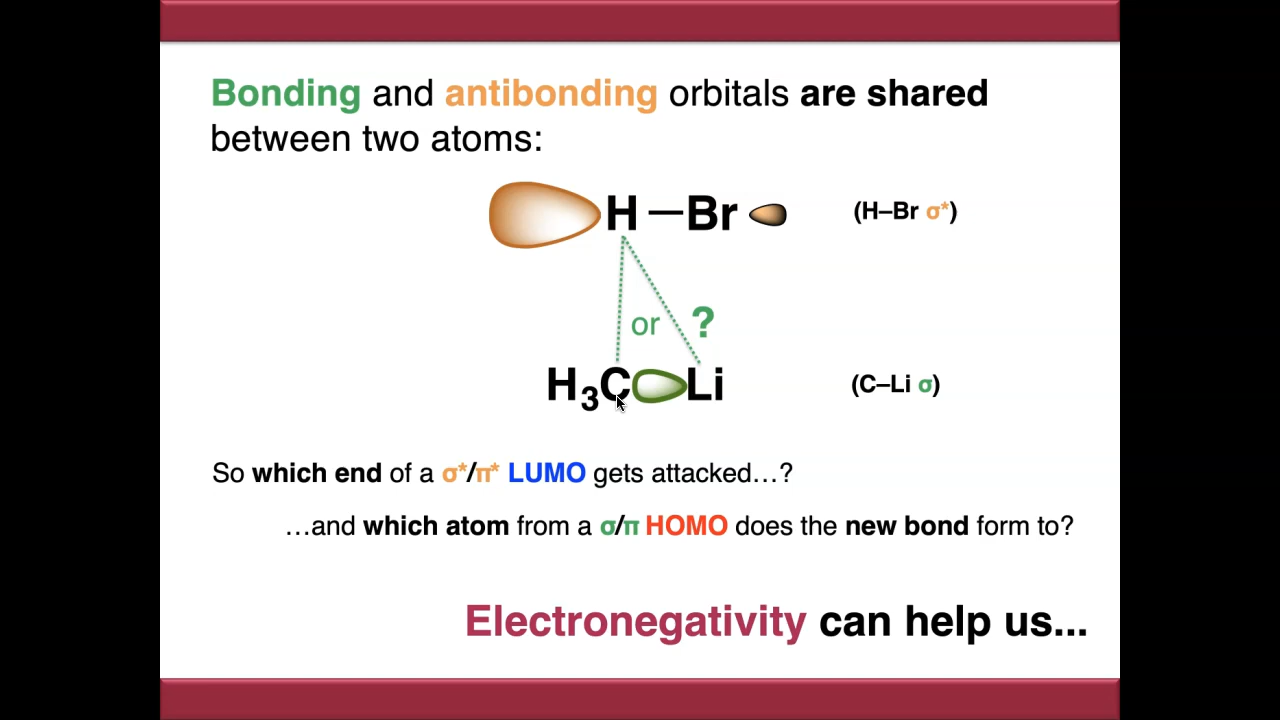 Bonding and antibonding orbitals are shared
between two atoms:
H—Br (H–Br σ*)
or ?
H₃C Li (C–Li σ)
So which end of a σ*/π* LUMO gets attacked…?
…and which atom from a σ/π HOMO does the new bond form to?
Electronegativity can help us...